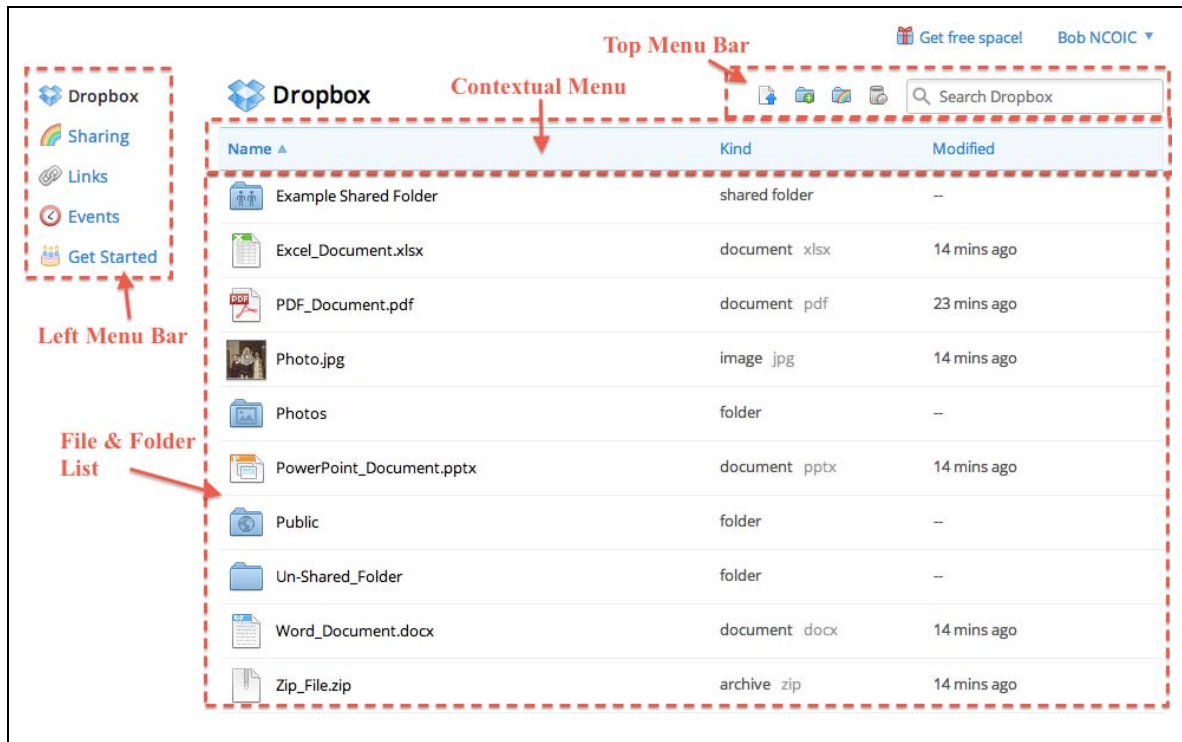 Get free space! Bob NCOIC
Top Menu Bar
Dropbox
Sharing
Links
Events
Get Started
Left Menu Bar
File & Folder
List
Dropbox
Contextual Menu
Search Dropbox
Name Kind Modified
Example Shared Folder shared folder --
Excel_Document.xlsx document xlsx 14 mins ago
PDF_Document.pdf document pdf 23 mins ago
Photo.jpg image jpg 14 mins ago
Photos folder --
PowerPoint_Document.pptx document pptx 14 mins ago
Public folder --
Un-Shared_Folder folder --
Word_Document.docx document docx 14 mins ago
Zip_File.zip archive zip 14 mins ago
PDF